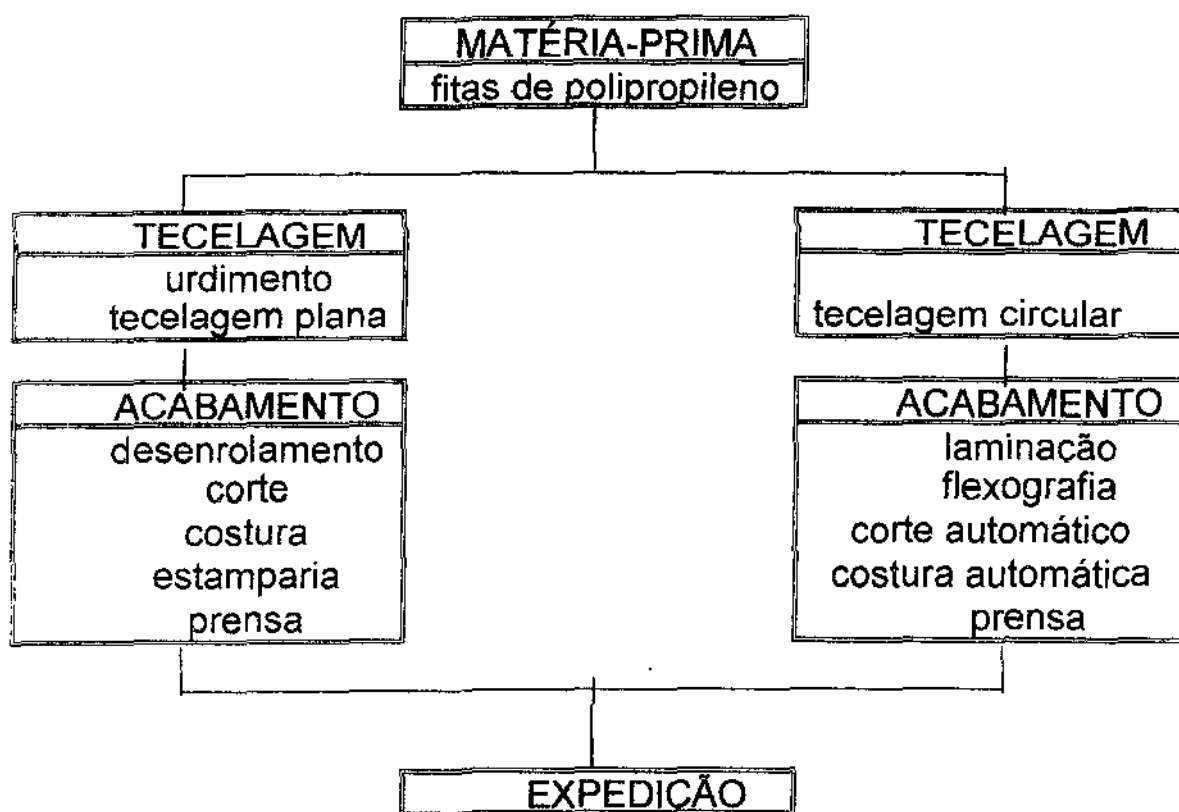 MATÉRIA-PRIMA
fitas de polipropileno
TECELAGEM
urdimento
tecelagem plana
TECELAGEM
tecelagem circular
ACABAMENTO
desenrolamento
corte
costura
estamparia
prensa
ACABAMENTO
laminação
flexografia
corte automático
costura automática
prensa
EXPEDIÇÃO